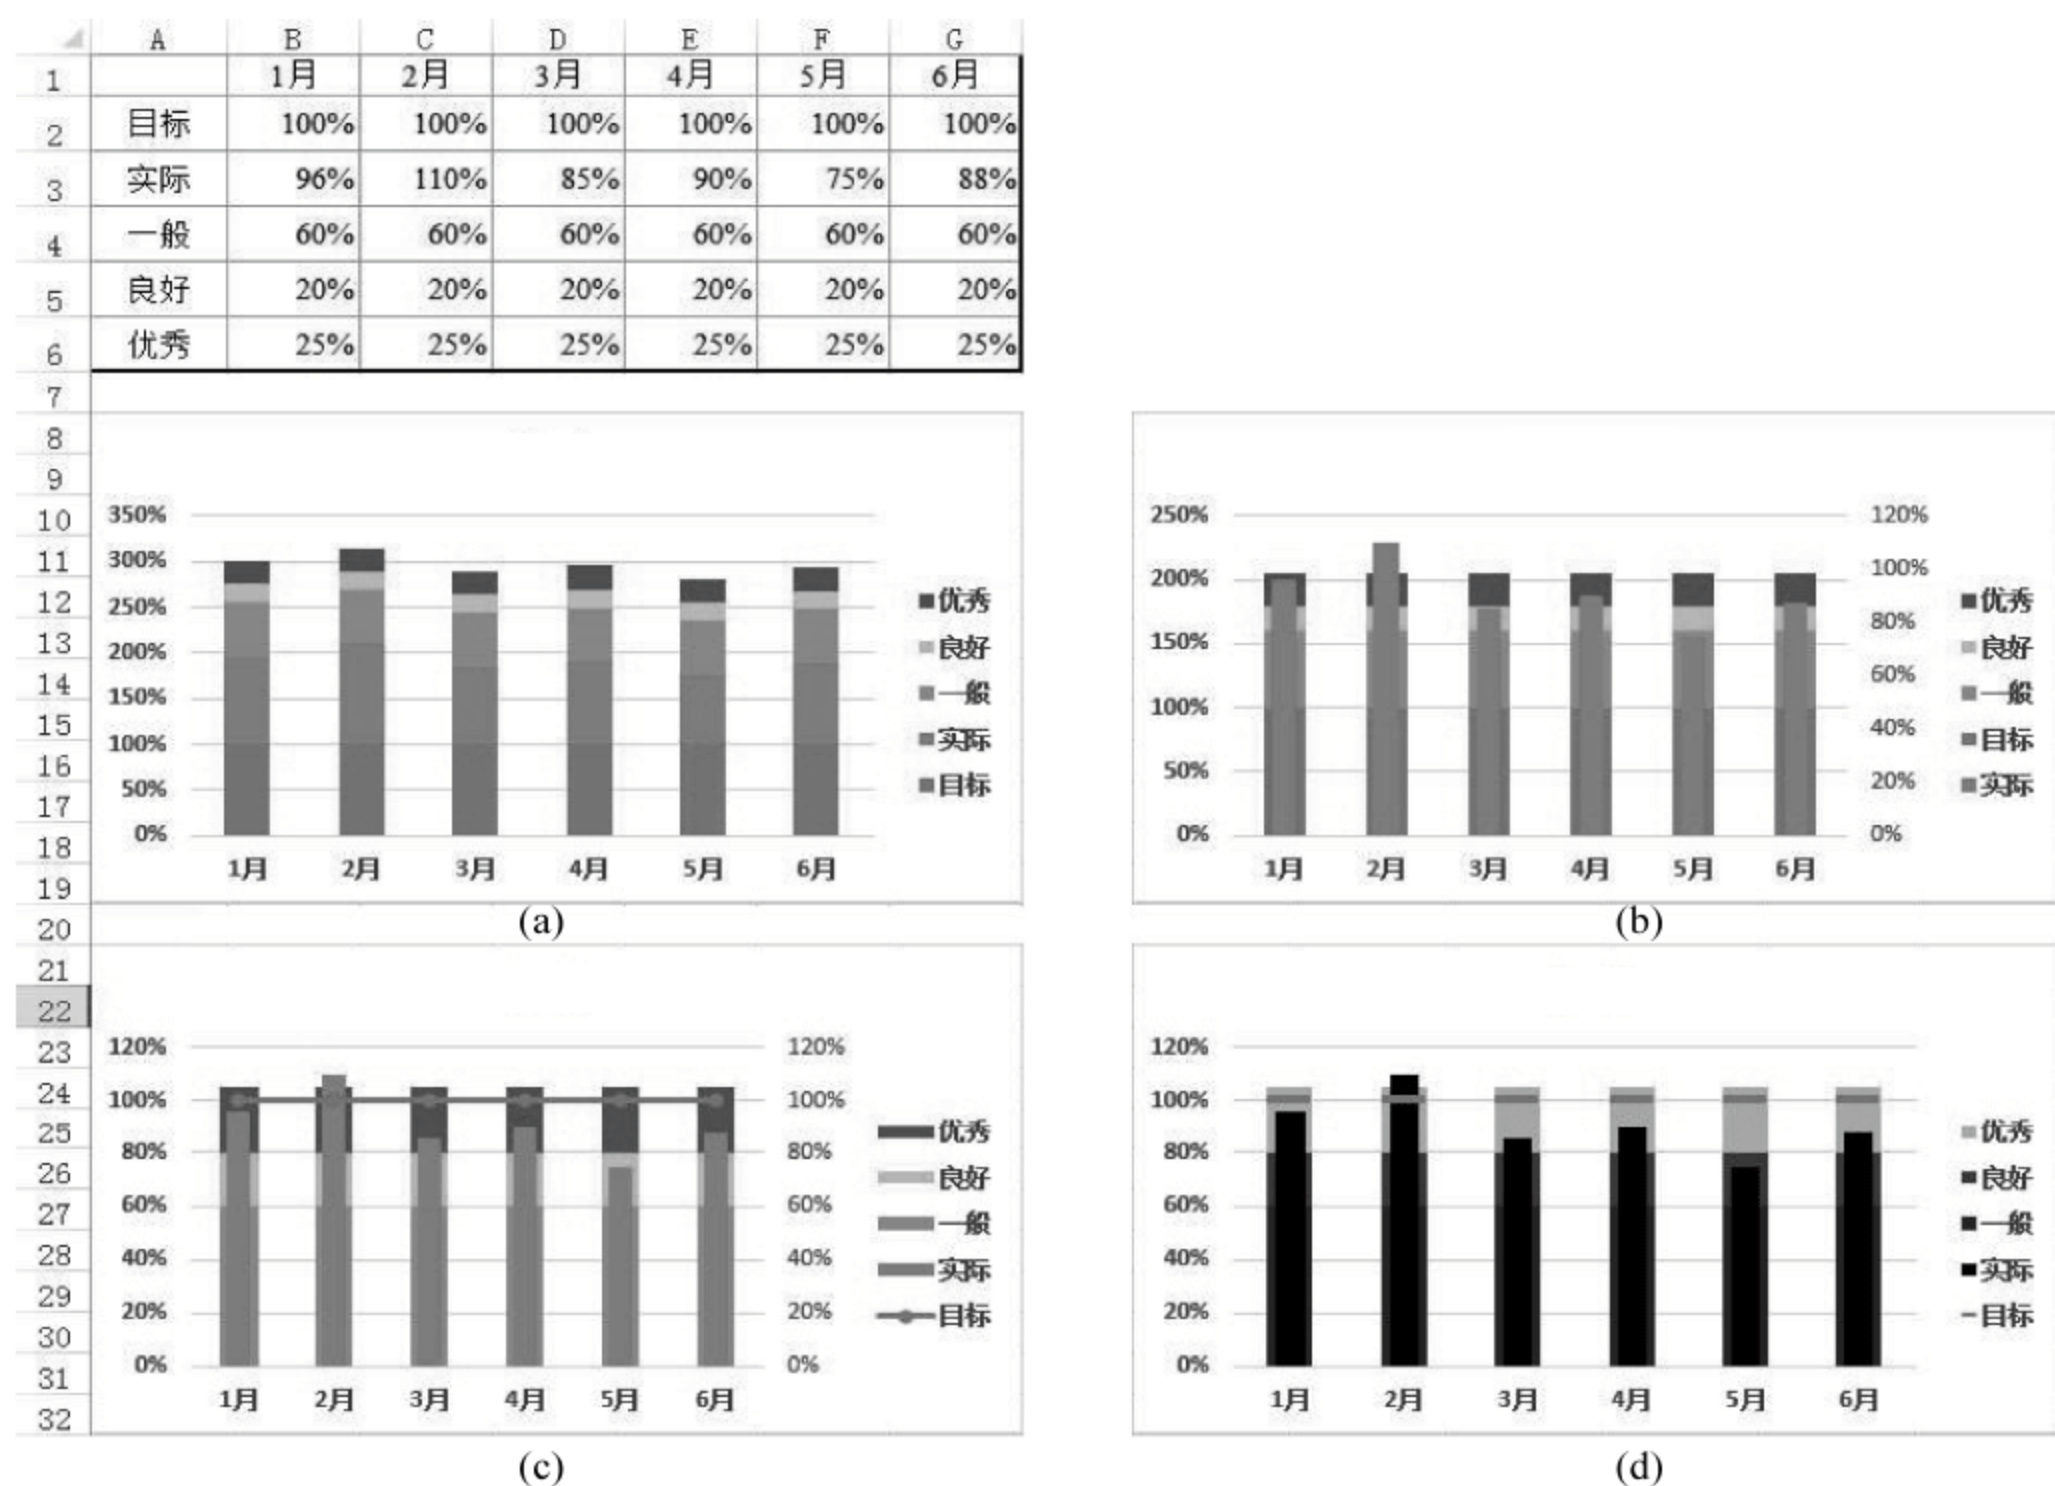 A B C D E F G
1 1月 2月 3月 4月 5月 6月
2 目标 100% 100% 100% 100% 100% 100%
3 实际 96% 110% 85% 90% 75% 88%
4 一般 60% 60% 60% 60% 60% 60%
5 良好 20% 20% 20% 20% 20% 20%
6 优秀 25% 25% 25% 25% 25% 25%
7
8
9
10
11
12
13
14
15
16
17
18
19
20
21
22
23
24
25
26
27
28
29
30
31
32
350%
300%
250%
200%
150%
100%
50%
0%
1月 2月 3月 4月 5月 6月
优秀
良好
一般
实际
目标
(a)
250%
200%
150%
100%
50%
0%
120%
100%
80%
60%
40%
20%
0%
1月 2月 3月 4月 5月 6月
优秀
良好
一般
目标
实际
(b)
120%
100%
80%
60%
40%
20%
0%
120%
100%
80%
60%
40%
20%
0%
1月 2月 3月 4月 5月 6月
优秀
良好
一般
实际
目标
(c)
120%
100%
80%
60%
40%
20%
0%
1月 2月 3月 4月 5月 6月
优秀
良好
一般
实际
目标
(d)